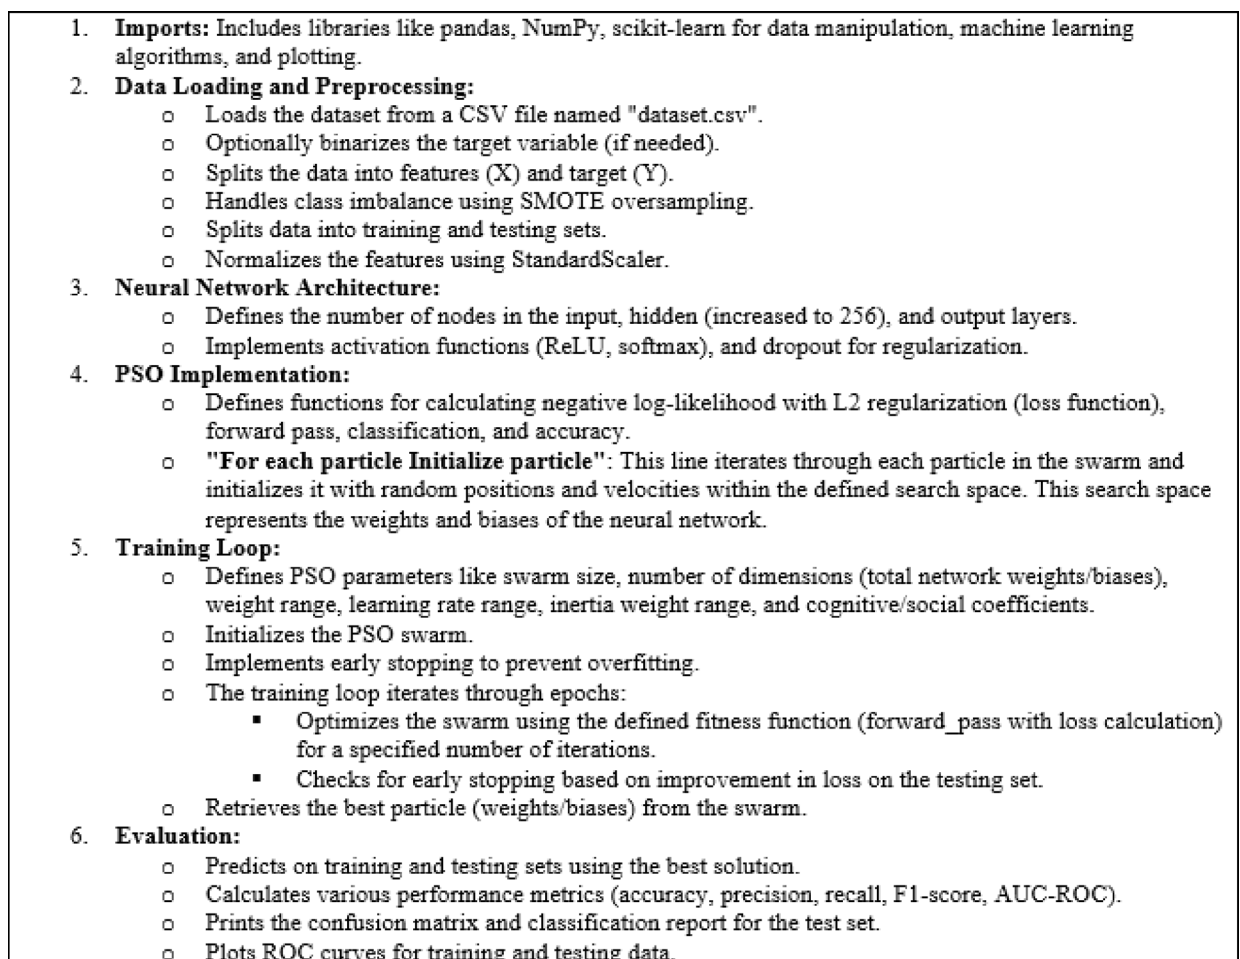 1. Imports: Includes libraries like pandas, NumPy, scikit-learn for data manipulation, machine learning
algorithms, and plotting.
2. Data Loading and Preprocessing:
o Loads the dataset from a CSV file named "dataset.csv".
o Optionally binarizes the target variable (if needed).
o Splits the data into features (X) and target (Y).
o Handles class imbalance using SMOTE oversampling.
o Splits data into training and testing sets.
o Normalizes the features using StandardScaler.
3. Neural Network Architecture:
o Defines the number of nodes in the input, hidden (increased to 256), and output layers.
o Implements activation functions (ReLU, softmax), and dropout for regularization.
4. PSO Implementation:
o Defines functions for calculating negative log-likelihood with L2 regularization (loss function),
forward pass, classification, and accuracy.
o "For each particle Initialize particle": This line iterates through each particle in the swarm and
initializes it with random positions and velocities within the defined search space. This search space
represents the weights and biases of the neural network.
5. Training Loop:
o Defines PSO parameters like swarm size, number of dimensions (total network weights/biases),
weight range, learning rate range, inertia weight range, and cognitive/social coefficients.
o Initializes the PSO swarm.
o Implements early stopping to prevent overfitting.
o The training loop iterates through epochs:
▪ Optimizes the swarm using the defined fitness function (forward_pass with loss calculation)
for a specified number of iterations.
▪ Checks for early stopping based on improvement in loss on the testing set.
o Retrieves the best particle (weights/biases) from the swarm.
6. Evaluation:
o Predicts on training and testing sets using the best solution.
o Calculates various performance metrics (accuracy, precision, recall, F1-score, AUC-ROC).
o Prints the confusion matrix and classification report for the test set.
o Plots ROC curves for training and testing data.